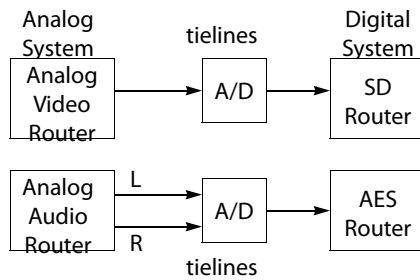 Analog
System
tielines
Digital
System
Analog
Video
Router
A/D
SD
Router
Analog
Audio
Router
L
R
A/D
AES
Router
tielines